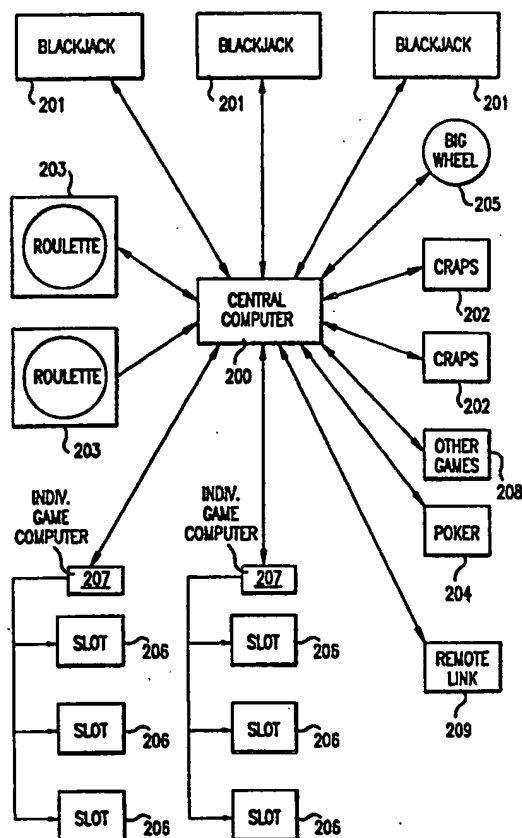 BLACKJACK
BLACKJACK
BLACKJACK
201
201
201
203
BIG
WHEEL
205
ROULETTE
CENTRAL
COMPUTER
200
CRAPS
202
ROULETTE
203
CRAPS
202
OTHER
GAMES
208
INDIV.
GAME
COMPUTER
INDIV.
GAME
COMPUTER
POKER
204
207
207
SLOT
206
SLOT
206
REMOTE
LINK
209
SLOT
206
SLOT
206
SLOT
206
SLOT
206